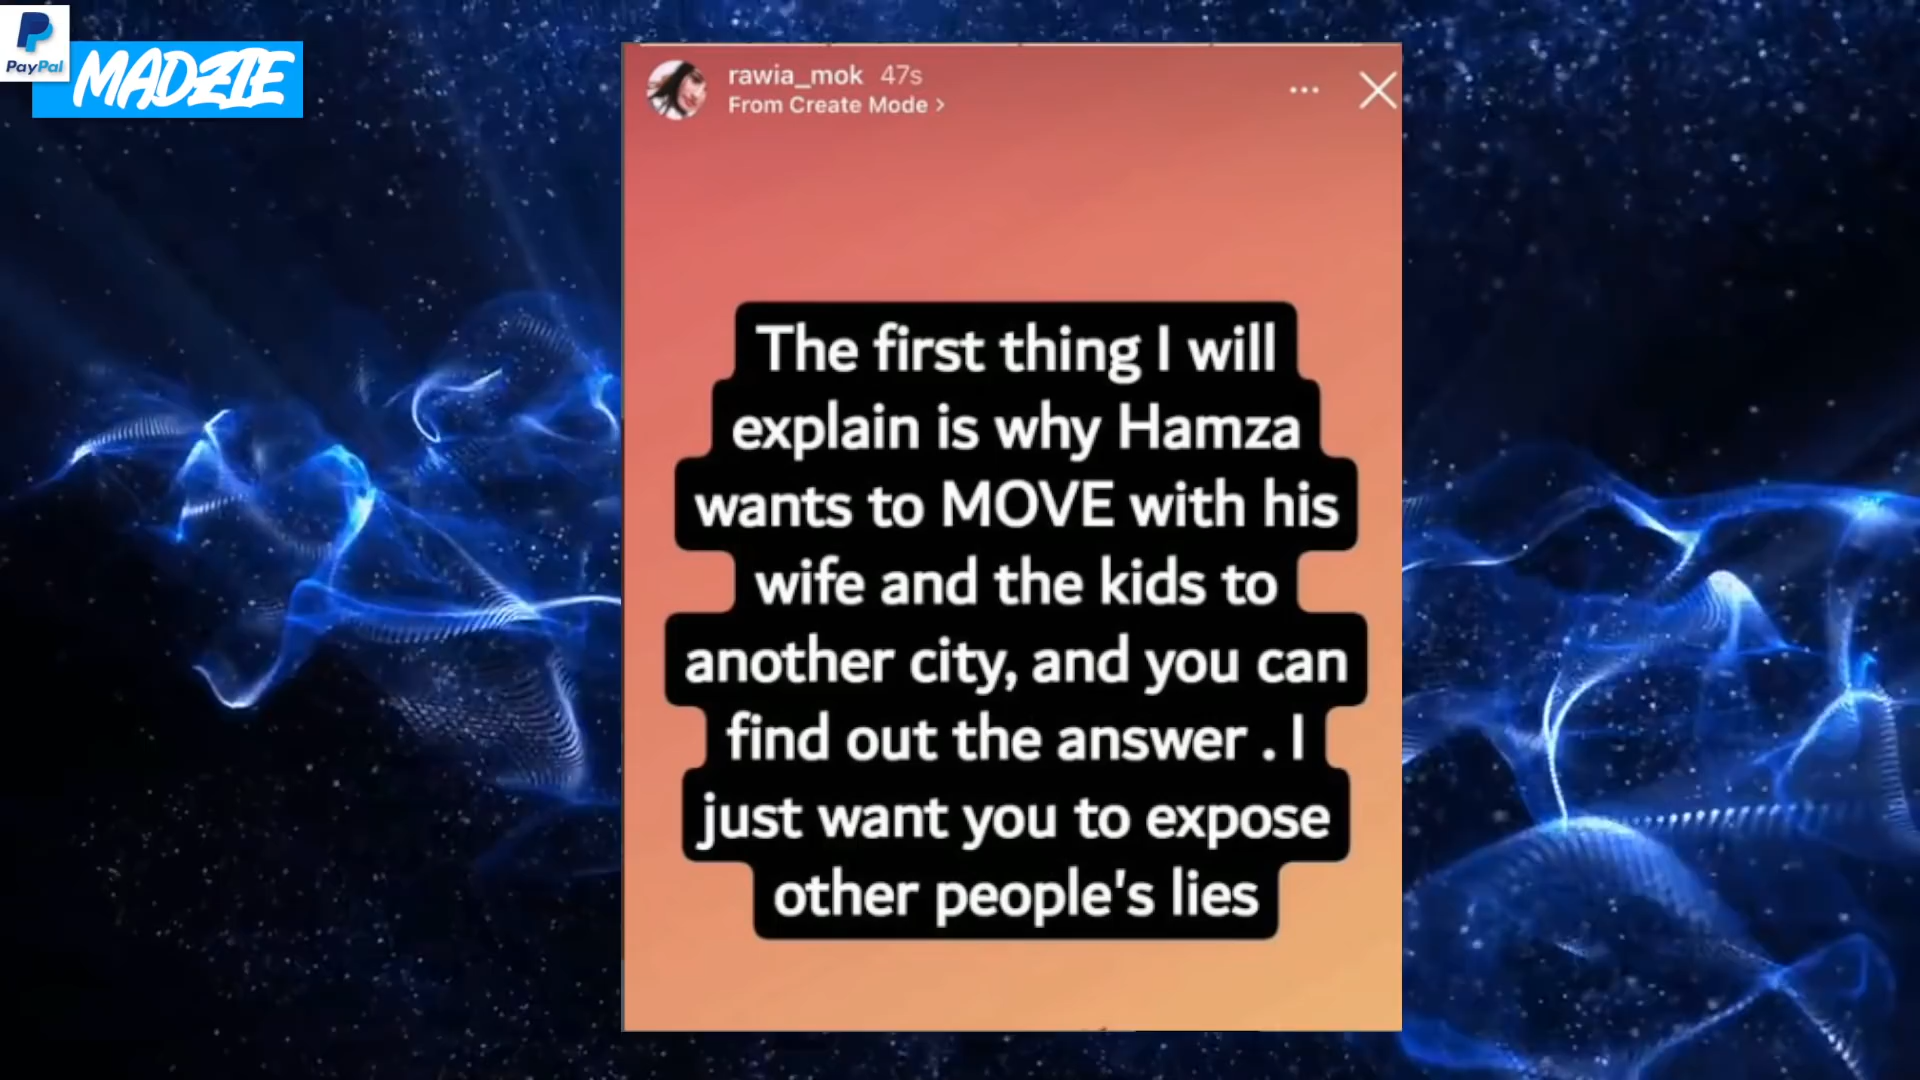 PayPal
MADZIE
rawia_mok 47s
From Create Mode >
The first thing I will
explain is why Hamza
wants to MOVE with his
wife and the kids to
another city, and you can
find out the answer . I
just want you to expose
other people's lies